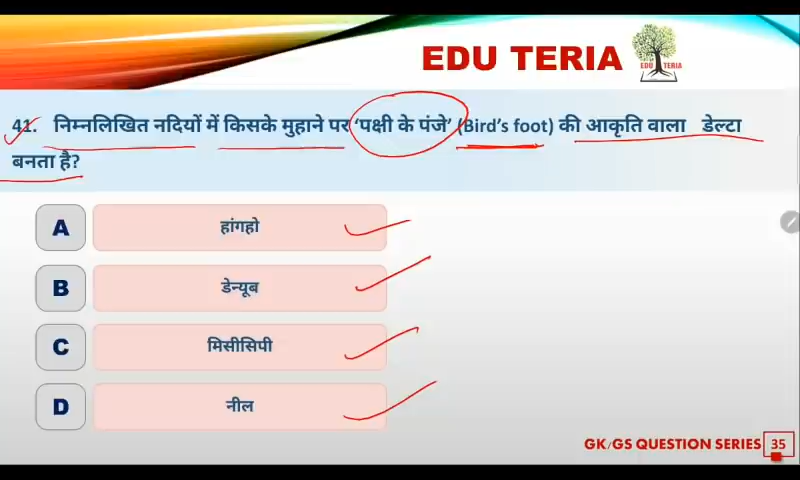 EDU TERIA
EDU TERIA
41. निम्नलिखित नदियों में किसके मुहाने पर ‘पक्षी के पंजे’ (Bird’s foot) की आकृति वाला डेल्टा
बनता है?
A हांगहो
B डेन्यूब
C मिसीसिपी
D नील
GK/GS QUESTION SERIES 35